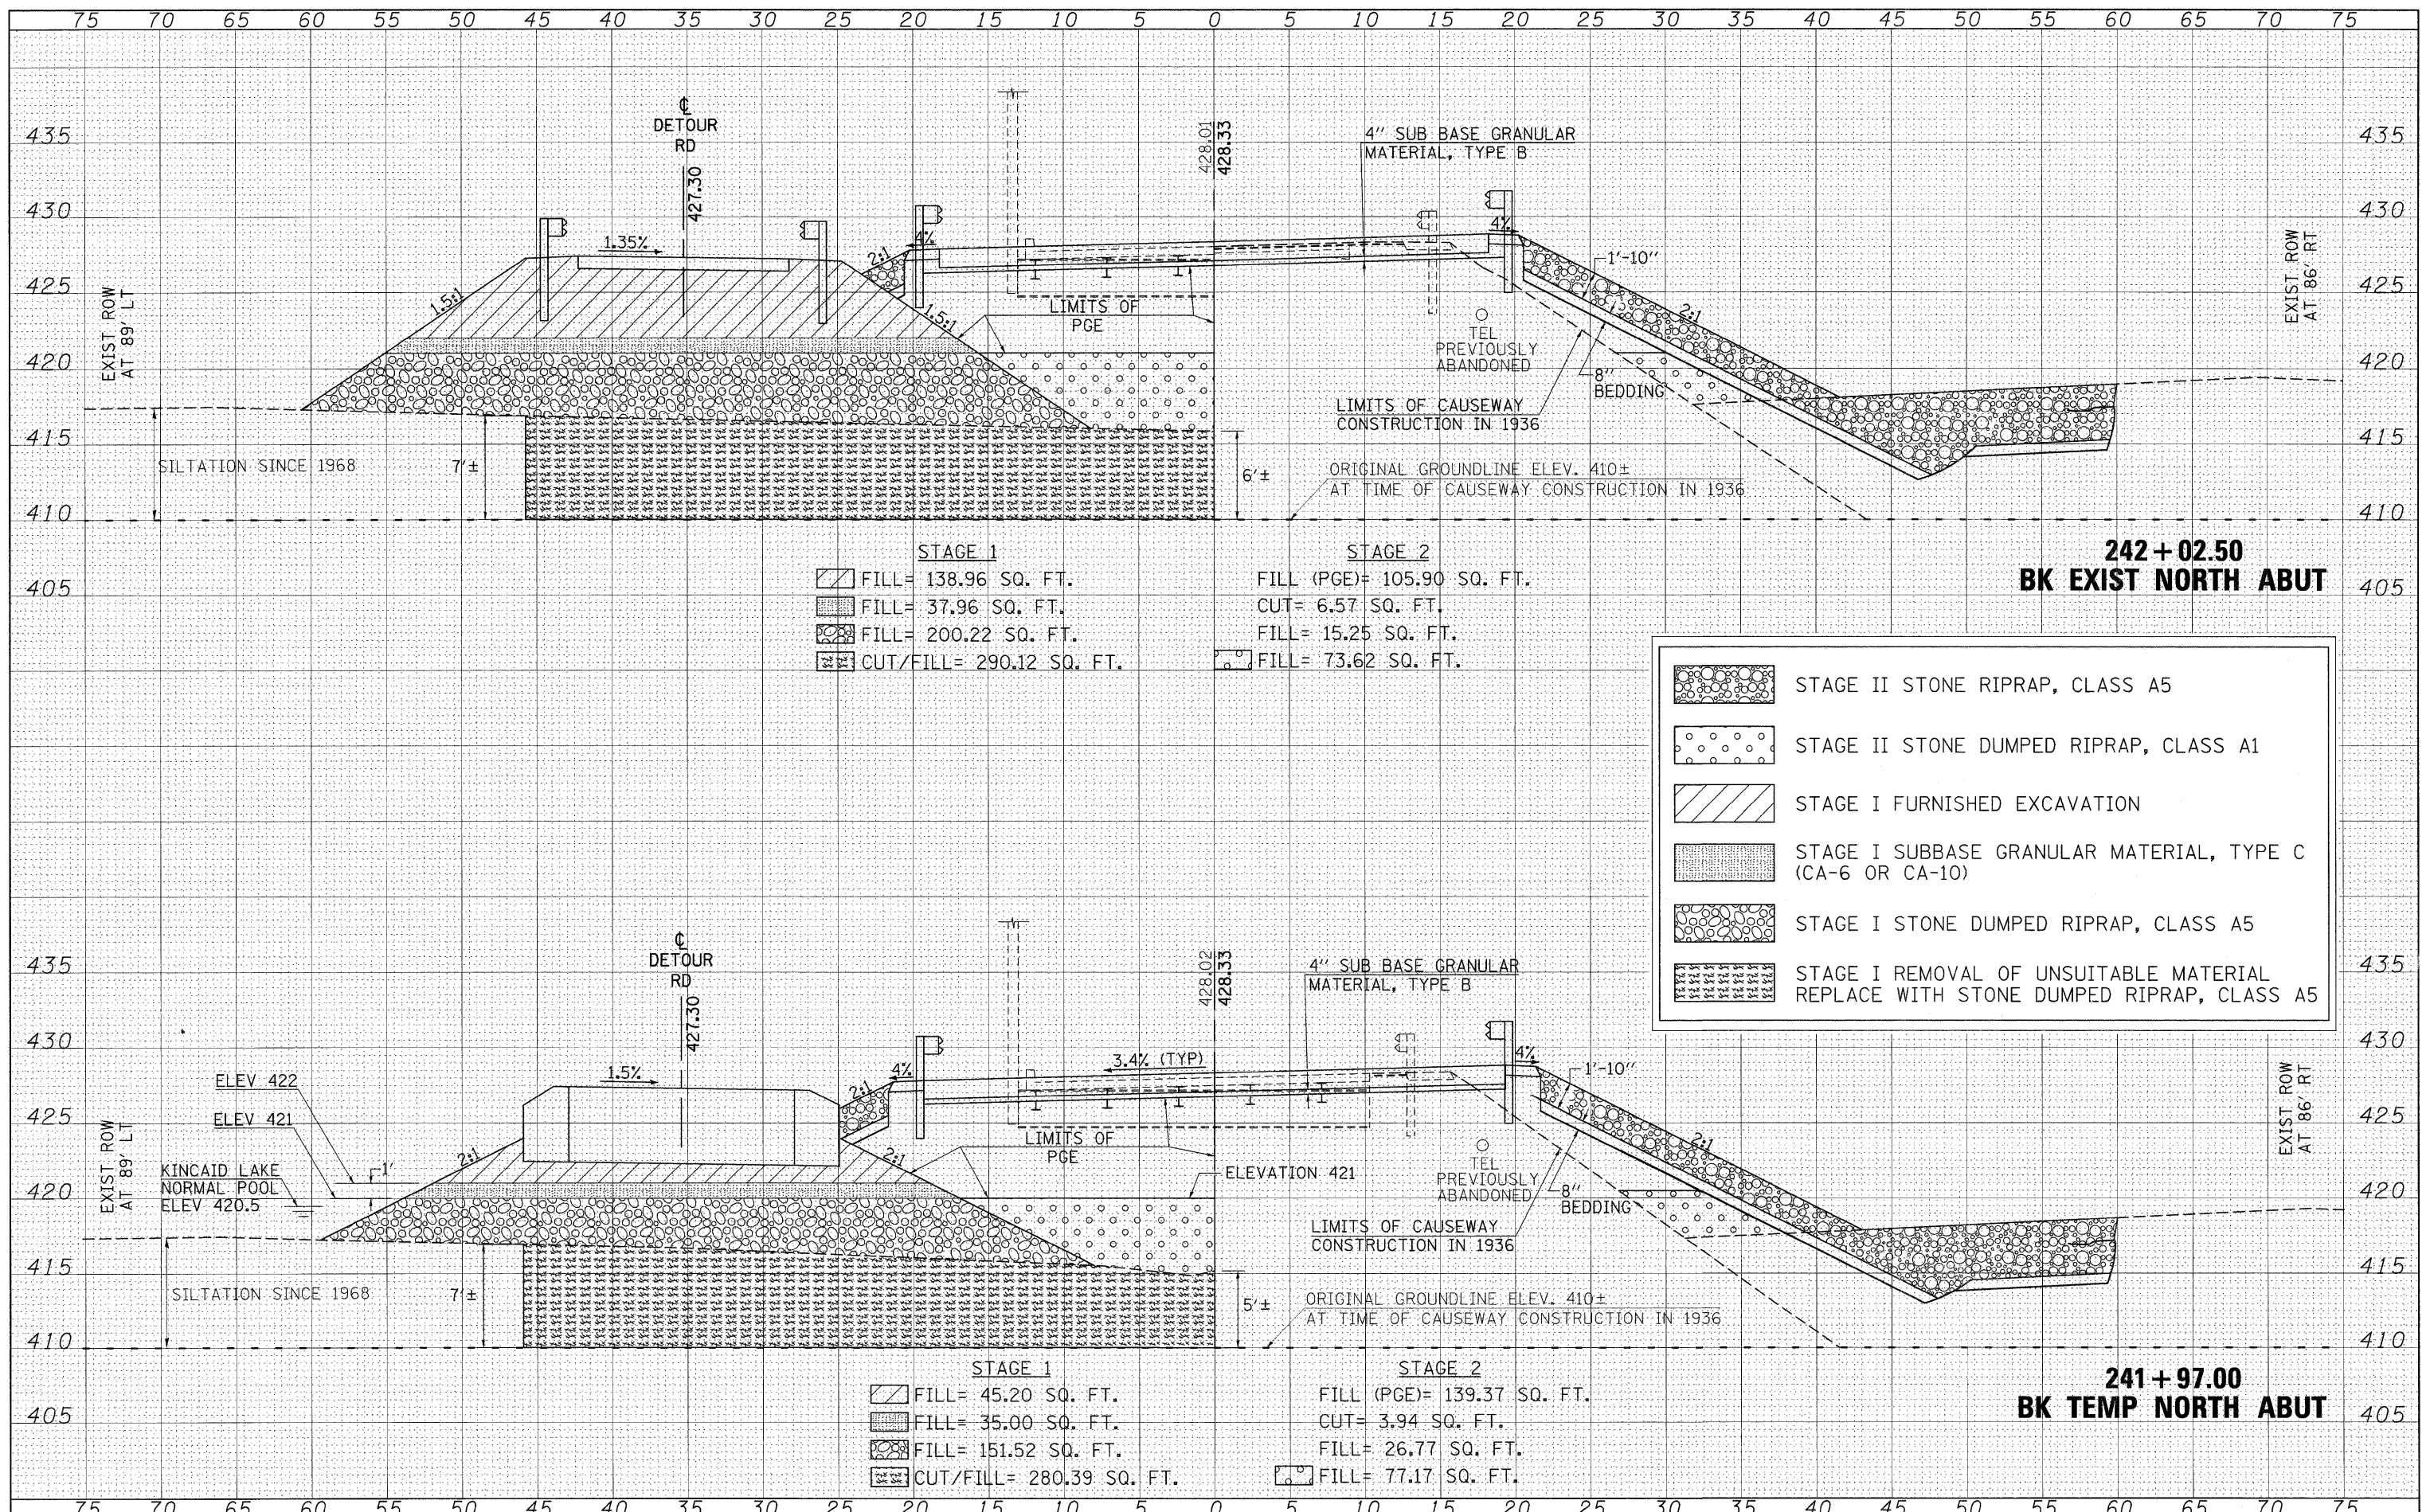 75 70 65 60 55 50 45 40 35 30 25 20 15 10 5 0 5 10 15 20 25 30 35 40 45 50 55 60 65 70 75
℄
DETOUR
RD
427.30
428.01
428.33
4'' SUB BASE GRANULAR
MATERIAL, TYPE B
435 435
430 430
425 425
420 420
415 415
410 410
405 405
1.35%
4%
4%
2:1
1.5:1
1.5:1
2:1
1'-10''
EXIST ROW
AT 89' LT
EXIST ROW
AT 86' RT
LIMITS OF
PGE
TEL
PREVIOUSLY
ABANDONED
8''
BEDDING
LIMITS OF CAUSEWAY
CONSTRUCTION IN 1936
SILTATION SINCE 1968
7'±
6'±
ORIGINAL GROUNDLINE ELEV. 410±
AT TIME OF CAUSEWAY CONSTRUCTION IN 1936
STAGE 1
FILL= 138.96 SQ. FT.
FILL= 37.96 SQ. FT.
FILL= 200.22 SQ. FT.
CUT/FILL= 290.12 SQ. FT.
STAGE 2
FILL (PGE)= 105.90 SQ. FT.
CUT= 6.57 SQ. FT.
FILL= 15.25 SQ. FT.
FILL= 73.62 SQ. FT.
242+02.50
BK EXIST NORTH ABUT
STAGE II STONE RIPRAP, CLASS A5
STAGE II STONE DUMPED RIPRAP, CLASS A1
STAGE I FURNISHED EXCAVATION
STAGE I SUBBASE GRANULAR MATERIAL, TYPE C
(CA-6 OR CA-10)
STAGE I STONE DUMPED RIPRAP, CLASS A5
STAGE I REMOVAL OF UNSUITABLE MATERIAL
REPLACE WITH STONE DUMPED RIPRAP, CLASS A5
℄
DETOUR
RD
427.30
428.02
428.33
4'' SUB BASE GRANULAR
MATERIAL, TYPE B
435 435
430 430
425 425
420 420
415 415
410 410
405 405
1.5%
4%
3.4% (TYP)
4%
2:1
2:1
2:1
2:1
1'-10''
ELEV 422
ELEV 421
1'
KINCAID LAKE
NORMAL POOL
ELEV 420.5
EXIST ROW
AT 89' LT
EXIST ROW
AT 86' RT
LIMITS OF
PGE
ELEVATION 421
TEL
PREVIOUSLY
ABANDONED
8''
BEDDING
LIMITS OF CAUSEWAY
CONSTRUCTION IN 1936
SILTATION SINCE 1968
7'±
5'±
ORIGINAL GROUNDLINE ELEV. 410±
AT TIME OF CAUSEWAY CONSTRUCTION IN 1936
STAGE 1
FILL= 45.20 SQ. FT.
FILL= 35.00 SQ. FT.
FILL= 151.52 SQ. FT.
CUT/FILL= 280.39 SQ. FT.
STAGE 2
FILL (PGE)= 139.37 SQ. FT.
CUT= 3.94 SQ. FT.
FILL= 26.77 SQ. FT.
FILL= 77.17 SQ. FT.
241+97.00
BK TEMP NORTH ABUT
75 70 65 60 55 50 45 40 35 30 25 20 15 10 5 0 5 10 15 20 25 30 35 40 45 50 55 60 65 70 75